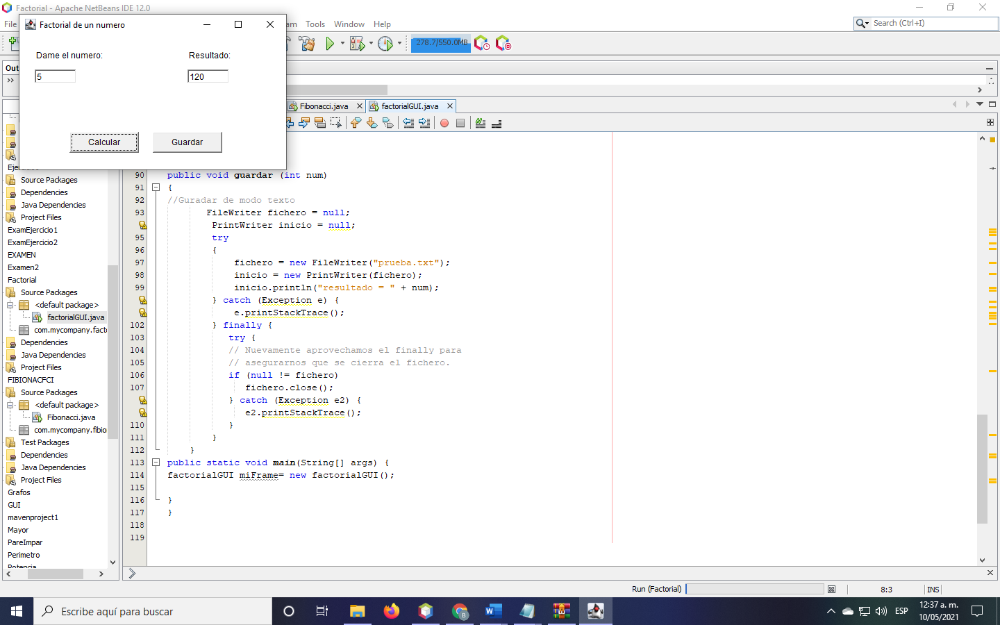 Factorial - Apache NetBeans IDE 12.0
File
am Tools Window Help
Search (Ctrl+I)
278.7/550.0MB
Factorial de un numero
Dame el numero:
Resultado:
5
120
Calcular
Guardar
Out
>>
Fibonacci.java
factorialGUI.java
Source Packages
Dependencies
Java Dependencies
Project Files
ExamEjercicio1
ExamEjercicio2
EXAMEN
Examen2
Factorial
Source Packages
<default package>
factorialGUI.java
com.mycompany.facto
Dependencies
Java Dependencies
Project Files
FIBIONACFCI
Source Packages
<default package>
Fibonacci.java
com.mycompany.fibio
Test Packages
Dependencies
Java Dependencies
Project Files
Grafos
GUI
mavenproject1
Mayor
PareImpar
Perimetro
Potencia
90 public void guardar (int num)
91 {
92 //Guradar de modo texto
93 FileWriter fichero = null;
PrintWriter inicio = null;
95 try
96 {
97 fichero = new FileWriter("prueba.txt");
98 inicio = new PrintWriter(fichero);
99 inicio.println("resultado = " + num);
} catch (Exception e) {
e.printStackTrace();
102 } finally {
103 try {
104 // Nuevamente aprovechamos el finally para
105 // asegurarnos que se cierra el fichero.
106 if (null != fichero)
107 fichero.close();
} catch (Exception e2) {
e2.printStackTrace();
110 }
111 }
112 }
113 public static void main(String[] args) {
114 factorialGUI miFrame= new factorialGUI();
115
116 }
117 }
118
119
Run (Factorial)
8:3
INS
Escribe aquí para buscar
ESP
12:37 a. m.
10/05/2021